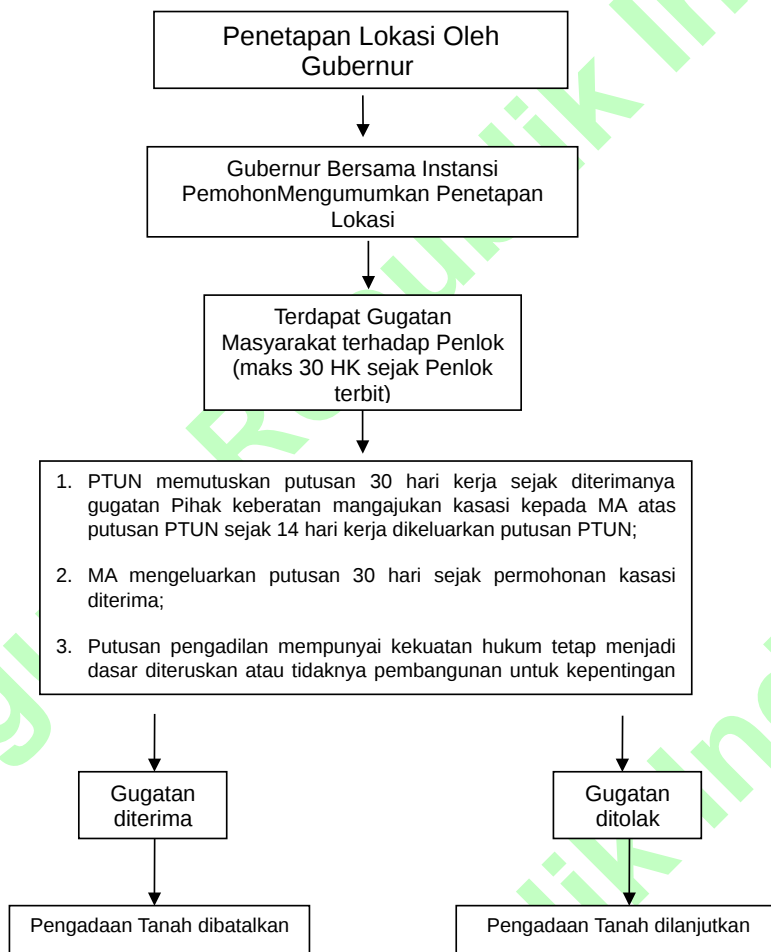 Penetapan Lokasi Oleh
Gubernur
Gubernur Bersama Instansi
PemohonMengumumkan Penetapan
Lokasi
Terdapat Gugatan
Masyarakat terhadap Penlok
(maks 30 HK sejak Penlok
terbit)
1. PTUN memutuskan putusan 30 hari kerja sejak diterimanya
gugatan Pihak keberatan mangajukan kasasi kepada MA atas
putusan PTUN sejak 14 hari kerja dikeluarkan putusan PTUN;
2. MA mengeluarkan putusan 30 hari sejak permohonan kasasi
diterima;
3. Putusan pengadilan mempunyai kekuatan hukum tetap menjadi
dasar diteruskan atau tidaknya pembangunan untuk kepentingan
Gugatan
diterima
Gugatan
ditolak
Pengadaan Tanah dibatalkan
Pengadaan Tanah dilanjutkan